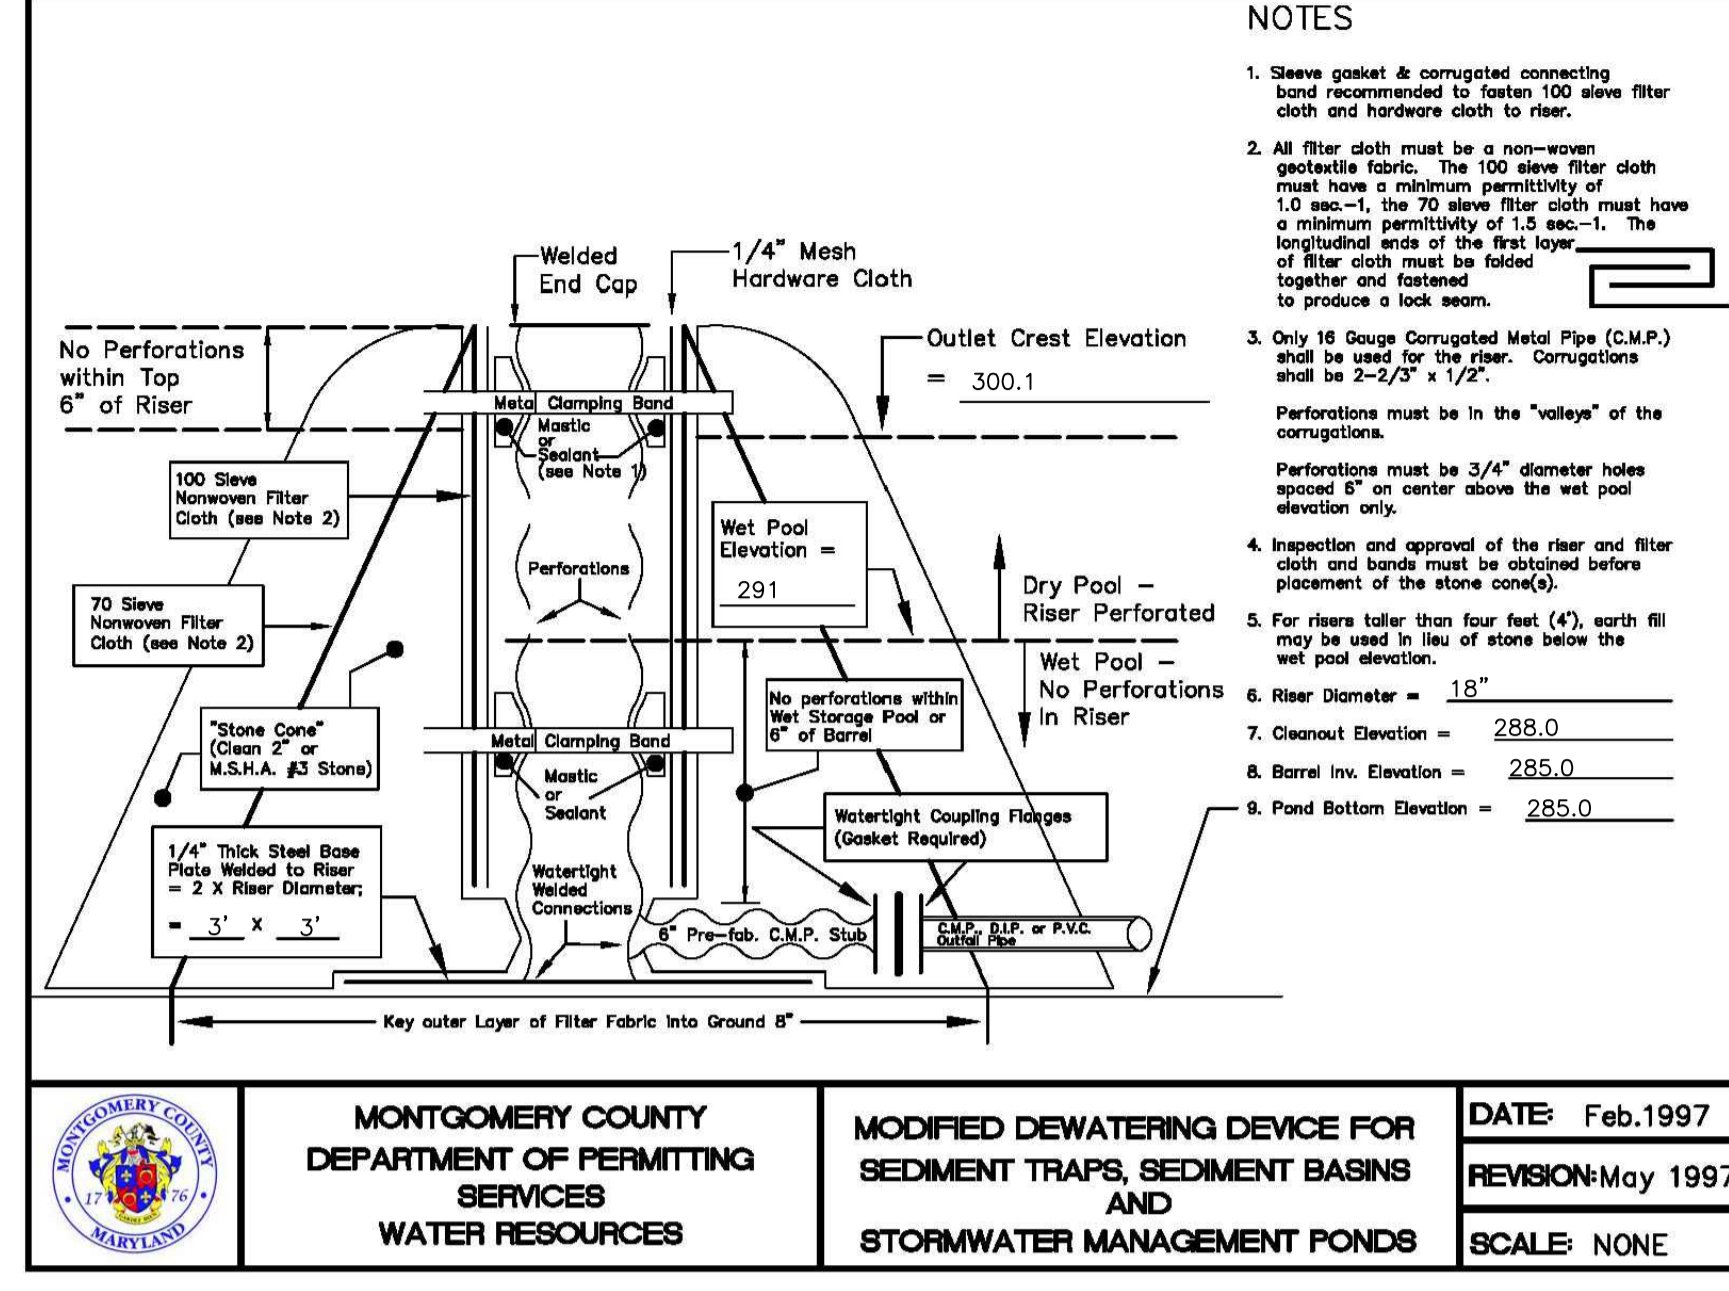 NOTES
1. Sleeve gasket & corrugated connecting
band recommended to fasten 100 sieve filter
cloth and hardware cloth to riser.
2. All filter cloth must be a non-woven
geotextile fabric. The 100 sieve filter cloth
must have a minimum permittivity of
1.0 sec.-1, the 70 sieve filter cloth must have
a minimum permittivity of 1.5 sec.-1. The
longitudinal ends of the first layer
of filter cloth must be folded
together and fastened
to produce a lock seam.
3. Only 16 Gauge Corrugated Metal Pipe (C.M.P.)
shall be used for the riser. Corrugations
shall be 2-2/3" x 1/2".
Perforations must be in the "valleys" of the
corrugations.
Perforations must be 3/4" diameter holes
spaced 6" on center above the wet pool
elevation only.
4. Inspection and approval of the riser and filter
cloth and bands must be obtained before
placement of the stone cone(s).
5. For risers taller than four feet (4'), earth fill
may be used in lieu of stone below the
wet pool elevation.
6. Riser Diameter = 18"
7. Cleanout Elevation = 288.0
8. Barrel Inv. Elevation = 285.0
9. Pond Bottom Elevation = 285.0
Welded
End Cap
1/4" Mesh
Hardware Cloth
No Perforations
within Top
6" of Riser
Outlet Crest Elevation
= 300.1
Metal Clamping Band
Mastic
or
Sealant
(see Note 1)
100 Sieve
Nonwoven Filter
Cloth (see Note 2)
Wet Pool
Elevation =
291
Perforations
Dry Pool -
Riser Perforated
70 Sieve
Nonwoven Filter
Cloth (see Note 2)
Wet Pool -
No Perforations
In Riser
No perforations within
Wet Storage Pool or
6" of Barrel
"Stone Cone"
(Clean 2" or
M.S.H.A. #3 Stone)
Metal Clamping Band
Mastic
or
Sealant
Watertight Coupling Flanges
(Gasket Required)
1/4" Thick Steel Base
Plate Welded to Riser
= 2 X Riser Diameter;
= 3' X 3'
Watertight
Welded
Connections
6" Pre-fab. C.M.P. Stub
C.M.P., D.I.P. or P.V.C.
Outfall Pipe
Key outer Layer of Filter Fabric into Ground 8"
MONTGOMERY COUNTY
1776
MARYLAND
MONTGOMERY COUNTY
DEPARTMENT OF PERMITTING
SERVICES
WATER RESOURCES
MODIFIED DEWATERING DEVICE FOR
SEDIMENT TRAPS, SEDIMENT BASINS
AND
STORMWATER MANAGEMENT PONDS
DATE: Feb.1997
REVISION: May 1997
SCALE: NONE